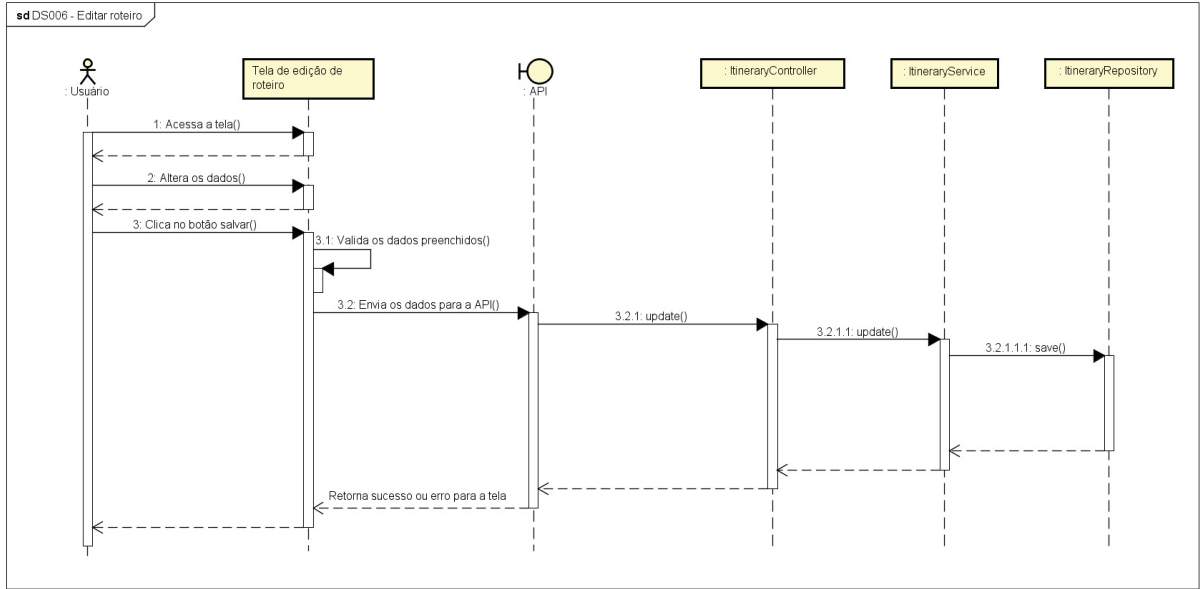 sd DS006 - Editar roteiro
: Usuário
Tela de edição de
roteiro
: API
: ItineraryController
: ItineraryService
: ItineraryRepository
1: Acessa a tela()
2: Altera os dados()
3: Clica no botão salvar()
3.1: Valida os dados preenchidos()
3.2: Envia os dados para a API()
3.2.1: update()
3.2.1.1: update()
3.2.1.1.1: save()
Retorna sucesso ou erro para a tela